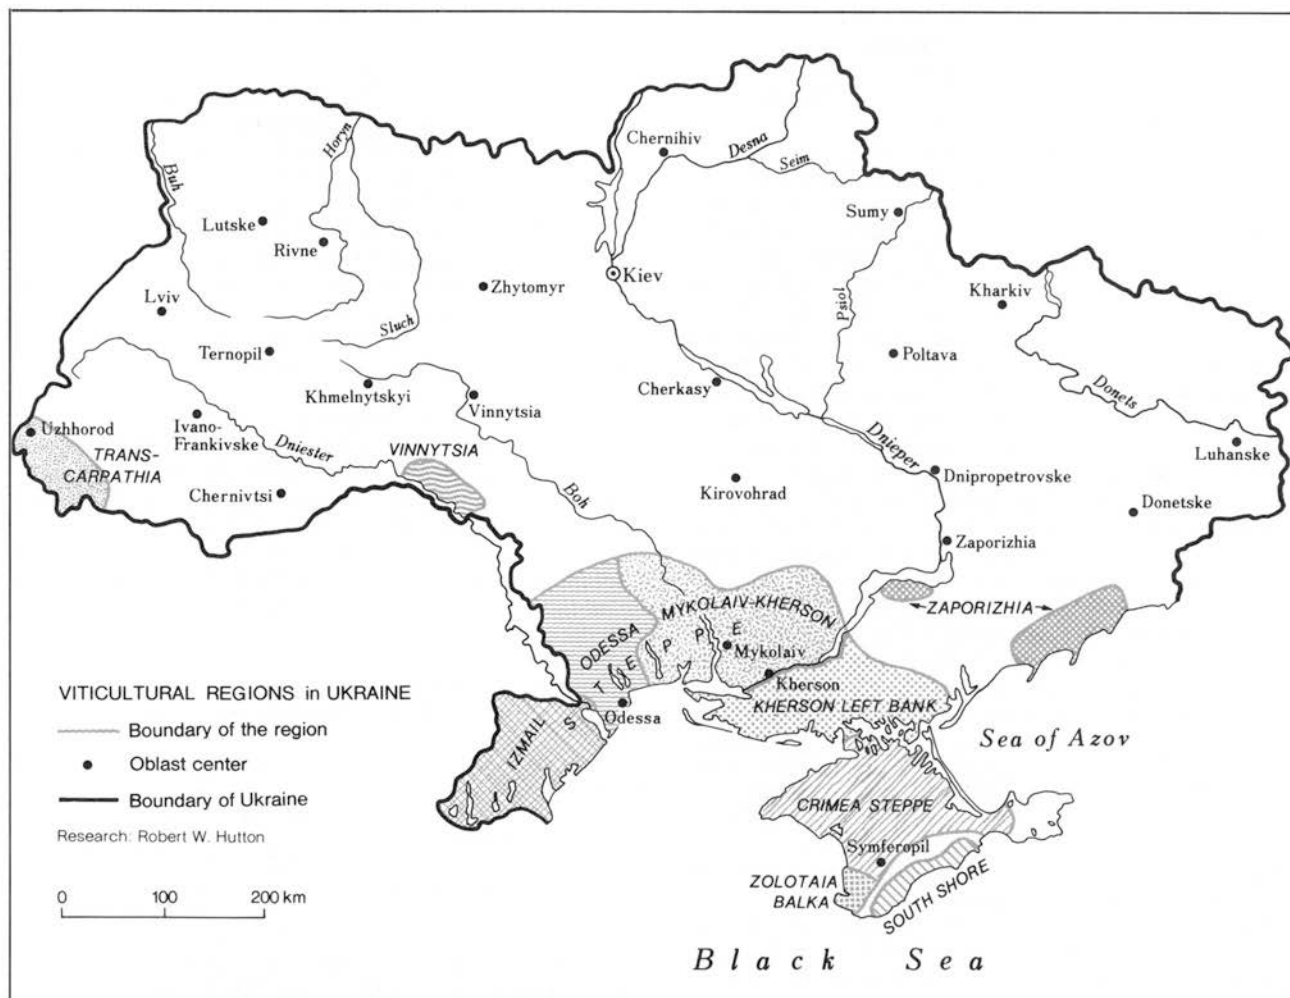 Chernihiv
Desna
Seim
Horyn
Buh
Lutske
Rivne
Sumy
Kiev
Zhytomyr
Psiol
Kharkiv
Lviv
Sluch
Ternopil
Poltava
Khmelnytskyi
Cherkasy
Vinnytsia
Donets
Uzhhorod
Ivano-
Frankivske
Dniester
VINNYTSIA
Dnieper
Luhanske
TRANS-
CARPATHIA
Chernivtsi
Boh
Kirovohrad
Dnipropetrovske
Donetske
Zaporizhia
ZAPORIZHIA
MYKOLAIV-KHERSON
ODESSA
S T E P P E
Mykolaiv
Kherson
KHERSON LEFT BANK
Odessa
IZMAIL
Sea of Azov
CRIMEA STEPPE
Symferopil
ZOLOTAIA
BALKA
SOUTH SHORE
Black Sea
VITICULTURAL REGIONS in UKRAINE
Boundary of the region
Oblast center
Boundary of Ukraine
Research: Robert W. Hutton
0 100 200 km